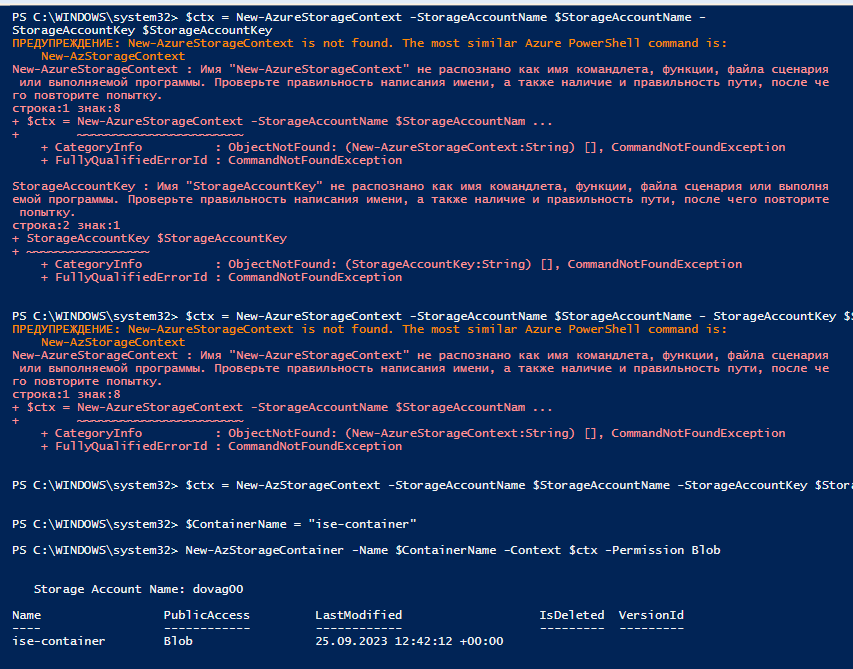 PS C:\WINDOWS\system32> $ctx = New-AzureStorageContext -StorageAccountName $StorageAccountName -
StorageAccountKey $StorageAccountKey
ПРЕДУПРЕЖДЕНИЕ: New-AzureStorageContext is not found. The most similar Azure PowerShell command is:
    New-AzStorageContext
New-AzureStorageContext : Имя "New-AzureStorageContext" не распознано как имя командлета, функции, файла сценария
 или выполняемой программы. Проверьте правильность написания имени, а также наличие и правильность пути, после че
го повторите попытку.
строка:1 знак:8
+ $ctx = New-AzureStorageContext -StorageAccountName $StorageAccountNam ...
+        ~~~~~~~~~~~~~~~~~~~~~~~
    + CategoryInfo          : ObjectNotFound: (New-AzureStorageContext:String) [], CommandNotFoundException
    + FullyQualifiedErrorId : CommandNotFoundException
StorageAccountKey : Имя "StorageAccountKey" не распознано как имя командлета, функции, файла сценария или выполня
емой программы. Проверьте правильность написания имени, а также наличие и правильность пути, после чего повторите
 попытку.
строка:2 знак:1
+ StorageAccountKey $StorageAccountKey
+ ~~~~~~~~~~~~~~~~~
    + CategoryInfo          : ObjectNotFound: (StorageAccountKey:String) [], CommandNotFoundException
    + FullyQualifiedErrorId : CommandNotFoundException
PS C:\WINDOWS\system32> $ctx = New-AzureStorageContext -StorageAccountName $StorageAccountName - StorageAccountKey $S
ПРЕДУПРЕЖДЕНИЕ: New-AzureStorageContext is not found. The most similar Azure PowerShell command is:
    New-AzStorageContext
New-AzureStorageContext : Имя "New-AzureStorageContext" не распознано как имя командлета, функции, файла сценария
 или выполняемой программы. Проверьте правильность написания имени, а также наличие и правильность пути, после че
го повторите попытку.
строка:1 знак:8
+ $ctx = New-AzureStorageContext -StorageAccountName $StorageAccountNam ...
+        ~~~~~~~~~~~~~~~~~~~~~~~
    + CategoryInfo          : ObjectNotFound: (New-AzureStorageContext:String) [], CommandNotFoundException
    + FullyQualifiedErrorId : CommandNotFoundException
PS C:\WINDOWS\system32> $ctx = New-AzStorageContext -StorageAccountName $StorageAccountName -StorageAccountKey $Stor
PS C:\WINDOWS\system32> $ContainerName = "ise-container"
PS C:\WINDOWS\system32> New-AzStorageContainer -Name $ContainerName -Context $ctx -Permission Blob
   Storage Account Name: dovag00
Name                 PublicAccess         LastModified                   IsDeleted  VersionId
----                 ------------         ------------                   ---------  ---------
ise-container        Blob                 25.09.2023 12:42:12 +00:00